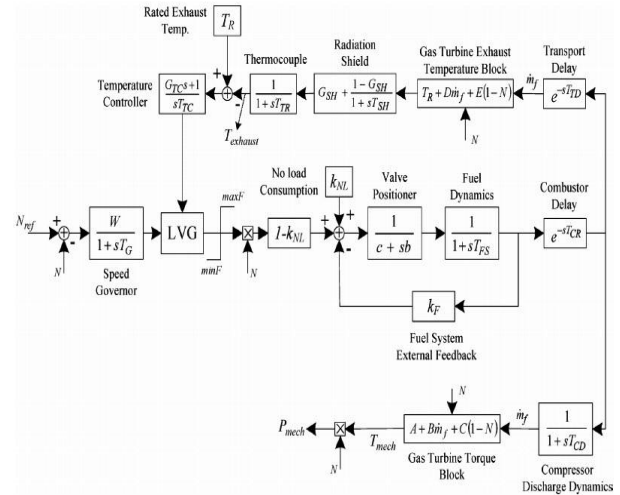 Rated Exhaust
Temp.
T_R
Temperature
Controller
G_TC s+1
sT_TC
+
-
T_exhaust
Thermocouple
1
1 + sT_TR
Radiation
Shield
G_SH + 1 - G_SH
1 + sT_SH
Gas Turbine Exhaust
Temperature Block
T_R + Dṁ_f + E(1-N)
N
ṁ_f
Transport
Delay
e^-sT_TD
N_ref
+
-
N
W
1 + sT_G
Speed
Governor
LVG
maxF
minF
N
1-k_NL
No load
Consumption
k_NL
+
+
-
Valve
Positioner
1
c + sb
Fuel
Dynamics
1
1+sT_FS
Combustor
Delay
e^-sT_CR
k_F
Fuel System
External Feedback
P_mech
N
T_mech
N
A + Bṁ_f + C(1-N)
Gas Turbine Torque
Block
ṁ_f
1
1 + sT_CD
Compressor
Discharge Dynamics